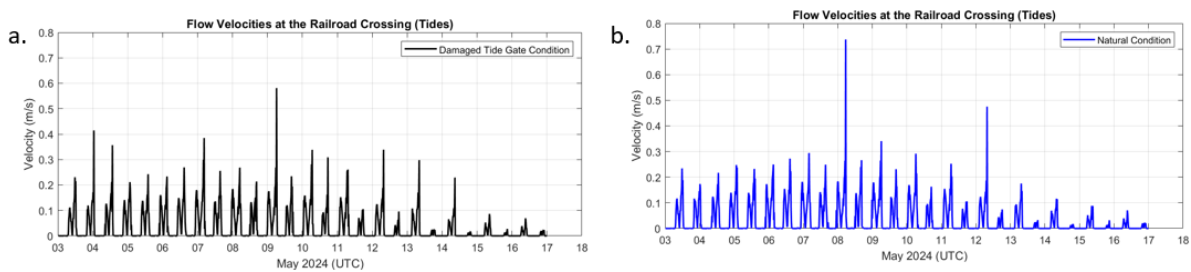 a.
Flow Velocities at the Railroad Crossing (Tides)
Damaged Tide Gate Condition
Velocity (m/s)
0.8
0.7
0.6
0.5
0.4
0.3
0.2
0.1
0
03 04 05 06 07 08 09 10 11 12 13 14 15 16 17 18
May 2024 (UTC)
b.
Flow Velocities at the Railroad Crossing (Tides)
Natural Condition
Velocity (m/s)
0.8
0.7
0.6
0.5
0.4
0.3
0.2
0.1
0
03 04 05 06 07 08 09 10 11 12 13 14 15 16 17 18
May 2024 (UTC)